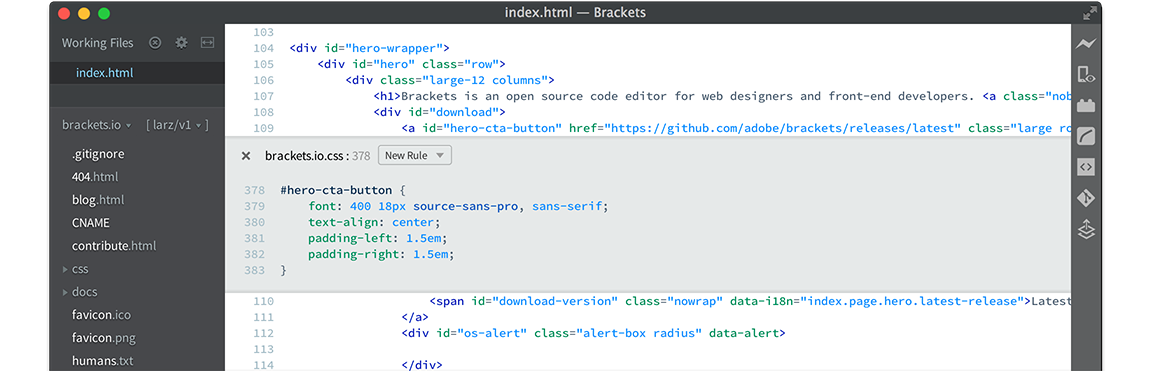 index.html — Brackets
Working Files
index.html
brackets.io [ larz/v1 ]
.gitignore
404.html
blog.html
CNAME
contribute.html
css
docs
favicon.ico
favicon.png
humans.txt
103
104 <div id="hero-wrapper">
105 <div id="hero" class="row">
106 <div class="large-12 columns">
107 <h1>Brackets is an open source code editor for web designers and front-end developers. <a class="nob
108 <div id="download">
109 <a id="hero-cta-button" href="https://github.com/adobe/brackets/releases/latest" class="large ro
× brackets.io.css : 378 New Rule
378 #hero-cta-button {
379 font: 400 18px source-sans-pro, sans-serif;
380 text-align: center;
381 padding-left: 1.5em;
382 padding-right: 1.5em;
383 }
110 <span id="download-version" class="nowrap" data-i18n="index.page.hero.latest-release">Latest
111 </a>
112 <div id="os-alert" class="alert-box radius" data-alert>
113
114 </div>